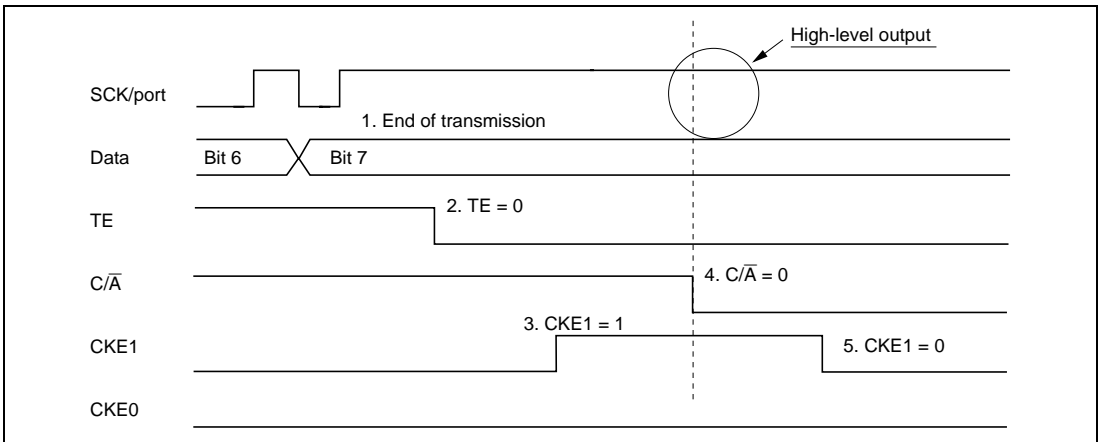 High-level output
SCK/port
1. End of transmission
Data
Bit 6
Bit 7
TE
2. TE = 0
C/A̅
4. C/A̅ = 0
3. CKE1 = 1
CKE1
5. CKE1 = 0
CKE0